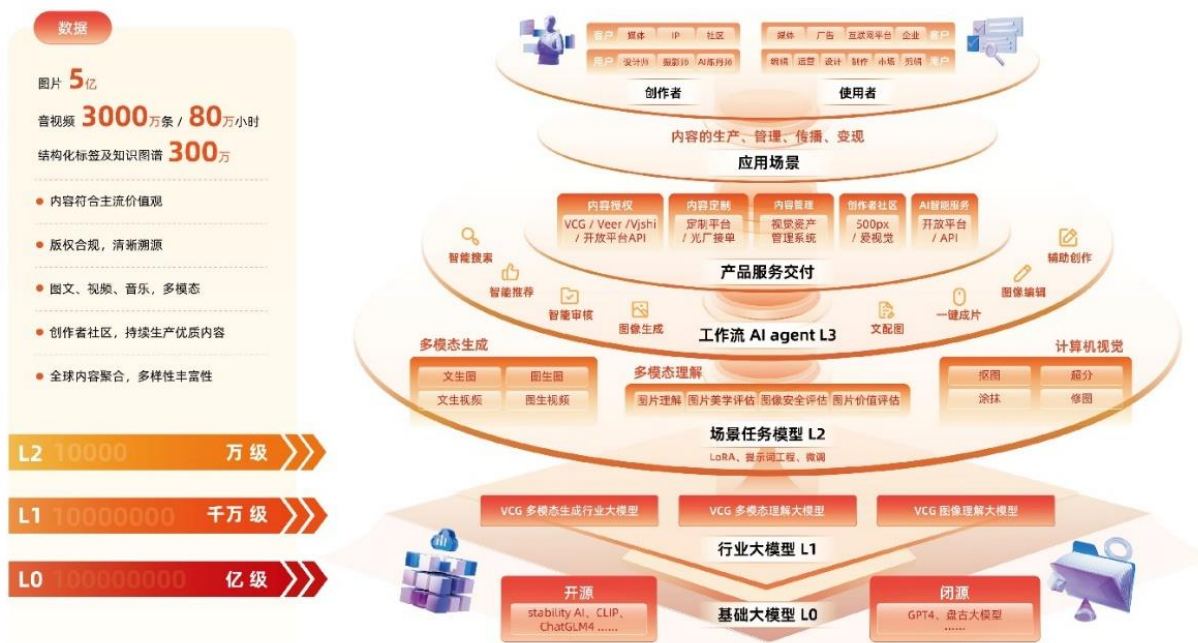 数据
图片 5亿
音视频 3000万条 / 80万小时
结构化标签及知识图谱 300万
内容符合主流价值观
版权合规，清晰溯源
图文、视频、音乐，多模态
创作者社区，持续生产优质内容
全球内容聚合，多样性丰富性
L2 10000 万级
L1 10000000 千万级
L0 100000000 亿级
客户 媒体 IP 社区
用户 设计师 摄影师 AI炼丹师
创作者
媒体 广告 互联网平台 企业 客户
编辑 运营 设计 制作 市场 剪辑 用户
使用者
内容的生产、管理、传播、变现
应用场景
内容授权
VCG / Veer /Vjshi
/ 开放平台API
内容定制
定制平台
/ 光厂接单
内容管理
视觉资产
管理系统
创作者社区
500px
/ 爱视觉
AI智能服务
开放平台
/ API
产品服务交付
智能搜索
智能推荐
智能审核
图像生成
文配图
一键成片
图像编辑
辅助创作
工作流 AI agent L3
多模态生成
文生图 图生图
文生视频 图生视频
多模态理解
图片理解 图片美学评估 图像安全评估 图片价值评估
计算机视觉
抠图 超分
涂抹 修图
场景任务模型 L2
LoRA、提示词工程、微调
VCG 多模态生成行业大模型
VCG 多模态理解大模型
VCG 图像理解大模型
行业大模型 L1
开源
stability AI、CLIP、
ChatGLM4 ......
基础大模型 L0
闭源
GPT4、盘古大模型
......
AI